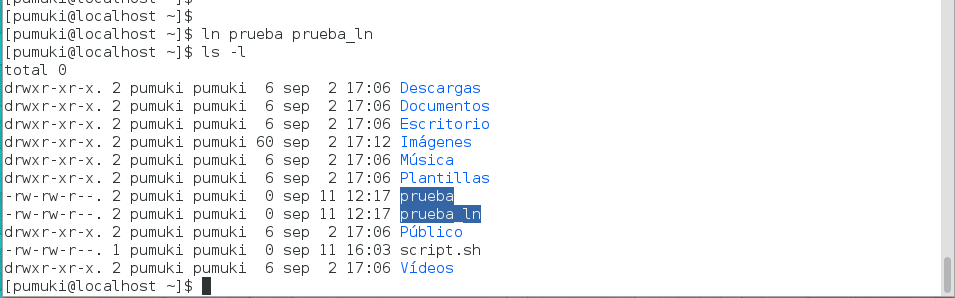 [pumuki@localhost ~]$
[pumuki@localhost ~]$
[pumuki@localhost ~]$ ln prueba prueba_ln
[pumuki@localhost ~]$ ls -l
total 0
drwxr-xr-x. 2 pumuki pumuki  6 sep  2 17:06 Descargas
drwxr-xr-x. 2 pumuki pumuki  6 sep  2 17:06 Documentos
drwxr-xr-x. 2 pumuki pumuki  6 sep  2 17:06 Escritorio
drwxr-xr-x. 2 pumuki pumuki 60 sep  2 17:12 Imágenes
drwxr-xr-x. 2 pumuki pumuki  6 sep  2 17:06 Música
drwxr-xr-x. 2 pumuki pumuki  6 sep  2 17:06 Plantillas
-rw-rw-r--. 2 pumuki pumuki  0 sep 11 12:17 prueba
-rw-rw-r--. 2 pumuki pumuki  0 sep 11 12:17 prueba_ln
drwxr-xr-x. 2 pumuki pumuki  6 sep  2 17:06 Público
-rw-rw-r--. 1 pumuki pumuki  0 sep 11 16:03 script.sh
drwxr-xr-x. 2 pumuki pumuki  6 sep  2 17:06 Vídeos
[pumuki@localhost ~]$